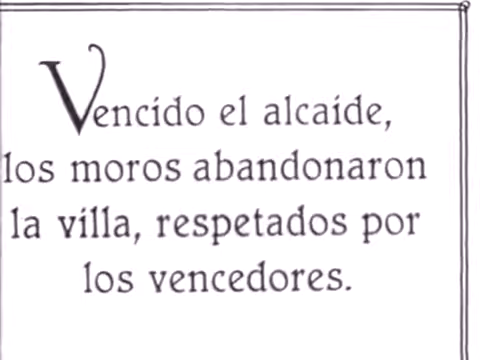 Vencido el alcaide,
los moros abandonaron
la villa, respetados por
los vencedores.